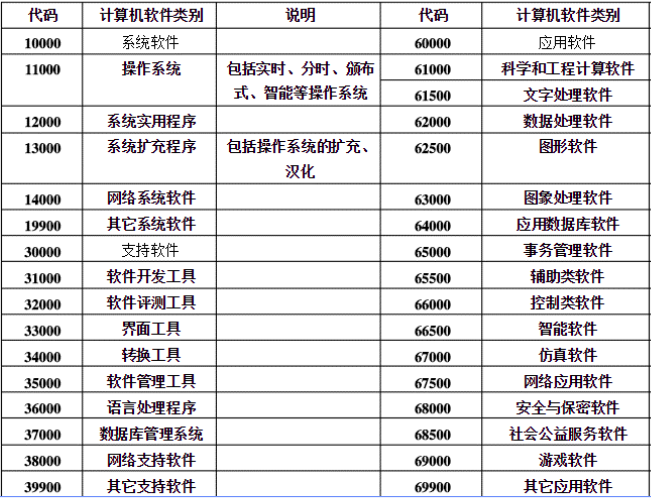 代码 计算机软件类别 说明 代码 计算机软件类别
10000 系统软件 60000 应用软件
11000 操作系统 包括实时、分时、颁布 61000 科学和工程计算软件
式、智能等操作系统 61500 文字处理软件
12000 系统实用程序 62000 数据处理软件
13000 系统扩充程序 包括操作系统的扩充、 62500 图形软件
汉化
14000 网络系统软件 63000 图象处理软件
19900 其它系统软件 64000 应用数据库软件
30000 支持软件 65000 事务管理软件
31000 软件开发工具 65500 辅助类软件
32000 软件评测工具 66000 控制类软件
33000 界面工具 66500 智能软件
34000 转换工具 67000 仿真软件
35000 软件管理工具 67500 网络应用软件
36000 语言处理程序 68000 安全与保密软件
37000 数据库管理系统 68500 社会公益服务软件
38000 网络支持软件 69000 游戏软件
39900 其它支持软件 69900 其它应用软件